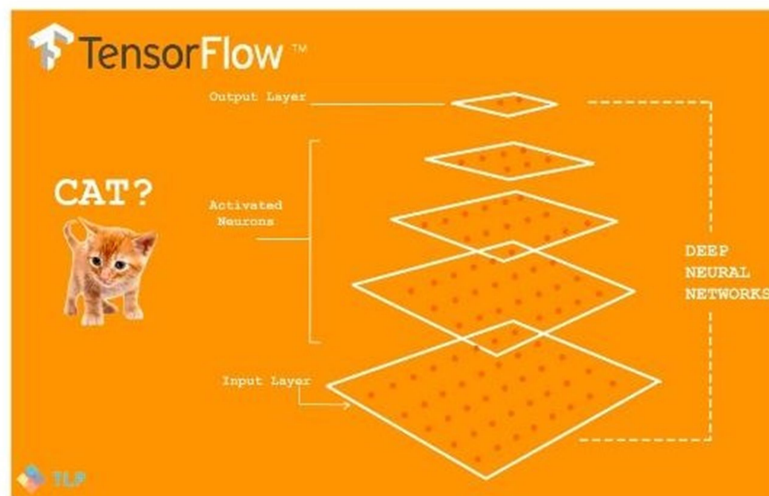 TensorFlow™
Output Layer
CAT?
Activated
Neurons
DEEP
NEURAL
NETWORKS
Input Layer
TLP